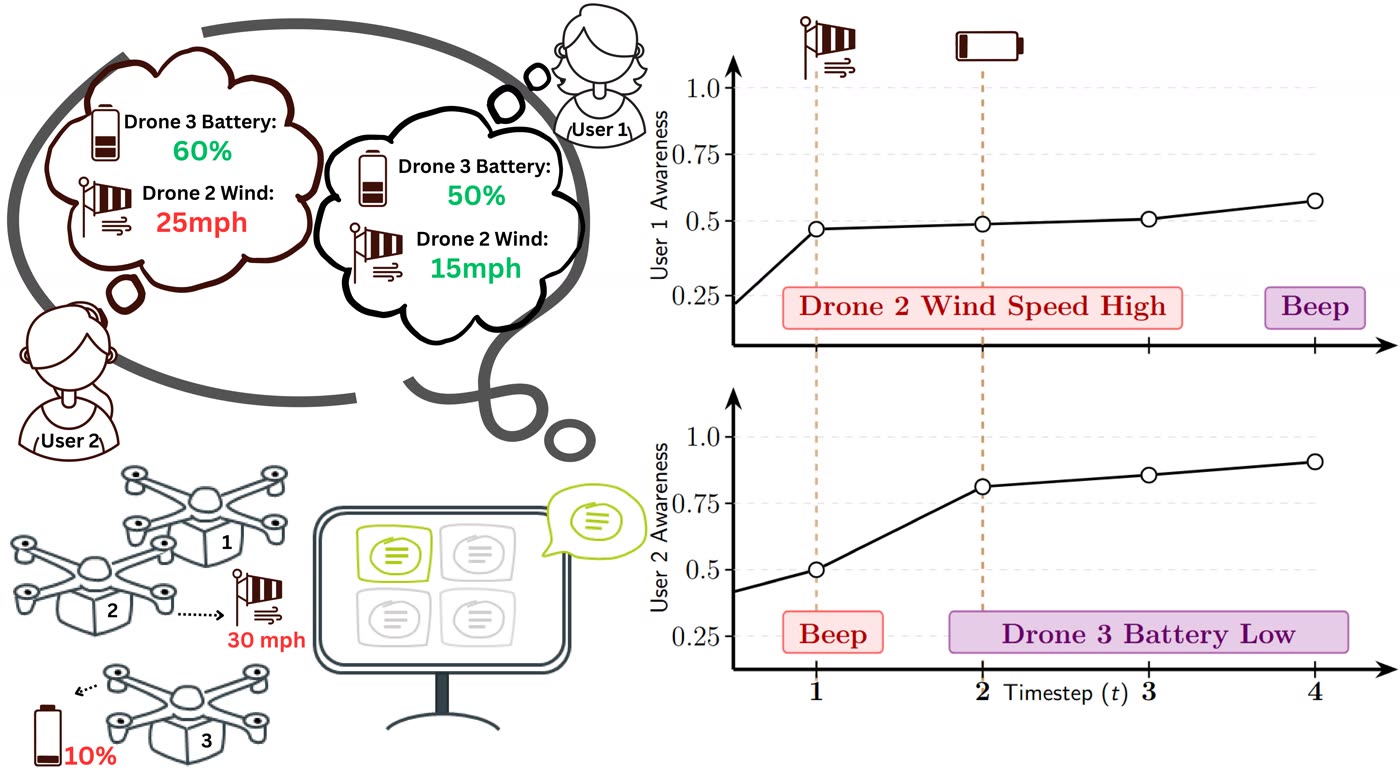 Drone 3 Battery:
60%
Drone 2 Wind:
25mph
Drone 3 Battery:
50%
Drone 2 Wind:
15mph
User 1
User 2
1
2
30 mph
3
10%
User 1 Awareness
1.0
0.75
0.5
0.25
Drone 2 Wind Speed High
Beep
User 2 Awareness
1.0
0.75
0.5
0.25
Beep
Drone 3 Battery Low
1
2
Timestep (t)
3
4